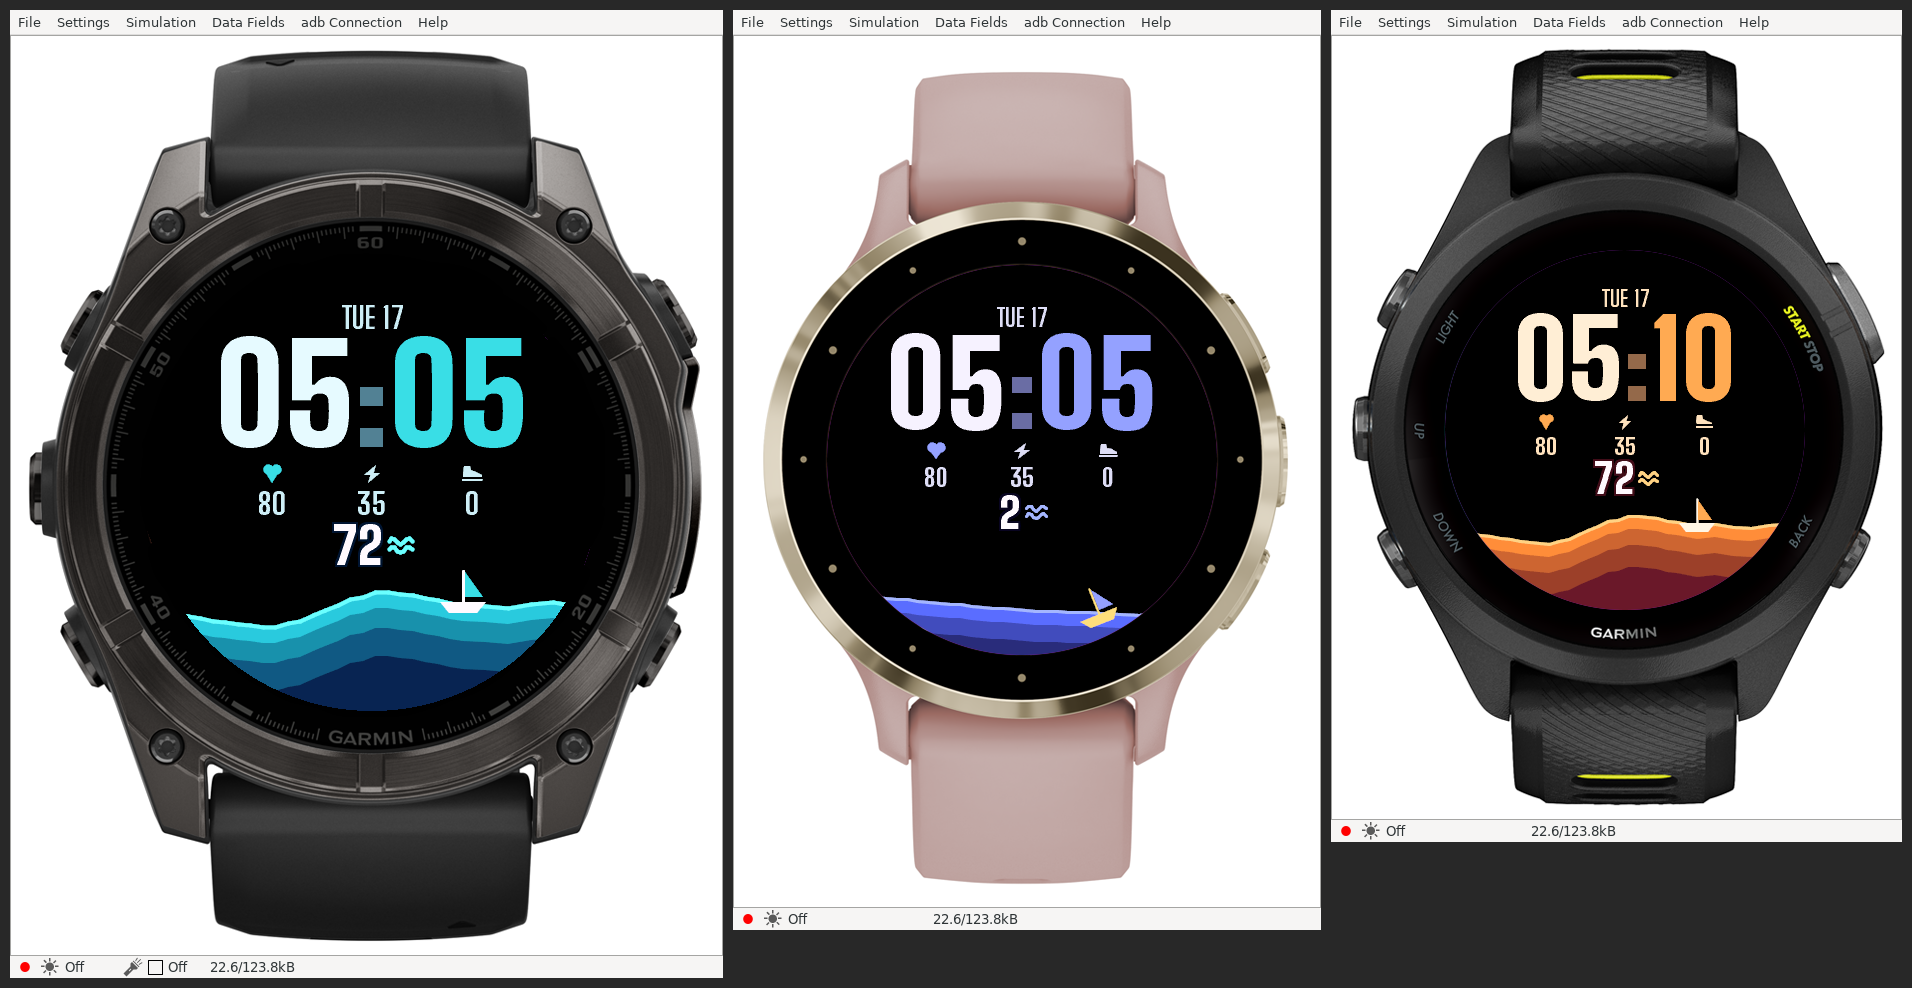 File Settings Simulation Data Fields adb Connection Help
60
50
TUE 17
05:05
80 35 0
72
40
20
GARMIN
Off Off 22.6/123.8kB
File Settings Simulation Data Fields adb Connection Help
TUE 17
05:05
80 35 0
2
Off 22.6/123.8kB
File Settings Simulation Data Fields adb Connection Help
LIGHT
START STOP
TUE 17
05:10
UP
80 35 0
72
DOWN
BACK
GARMIN
Off 22.6/123.8kB